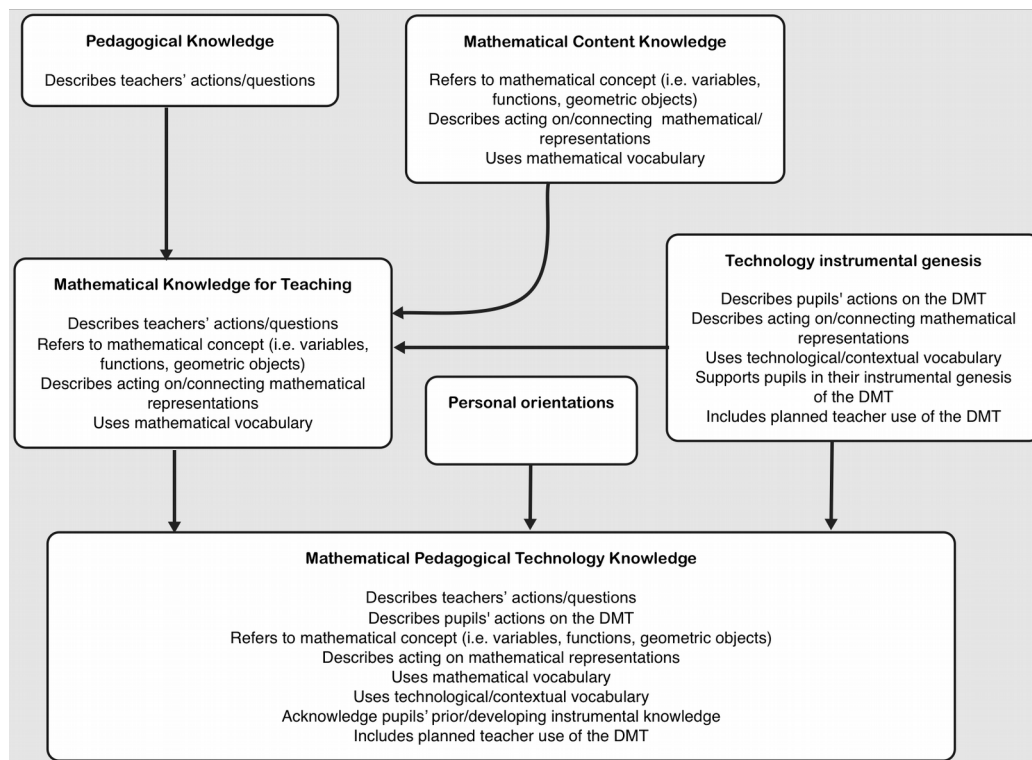 Pedagogical Knowledge
Describes teachers’ actions/questions
Mathematical Content Knowledge
Refers to mathematical concept (i.e. variables,
functions, geometric objects)
Describes acting on/connecting mathematical/
representations
Uses mathematical vocabulary
Mathematical Knowledge for Teaching
Describes teachers’ actions/questions
Refers to mathematical concept (i.e. variables,
functions, geometric objects)
Describes acting on/connecting mathematical
representations
Uses mathematical vocabulary
Technology instrumental genesis
Describes pupils' actions on the DMT
Describes acting on/connecting mathematical
representations
Uses technological/contextual vocabulary
Supports pupils in their instrumental genesis
of the DMT
Includes planned teacher use of the DMT
Personal orientations
Mathematical Pedagogical Technology Knowledge
Describes teachers’ actions/questions
Describes pupils' actions on the DMT
Refers to mathematical concept (i.e. variables, functions, geometric objects)
Describes acting on mathematical representations
Uses mathematical vocabulary
Uses technological/contextual vocabulary
Acknowledge pupils’ prior/developing instrumental knowledge
Includes planned teacher use of the DMT